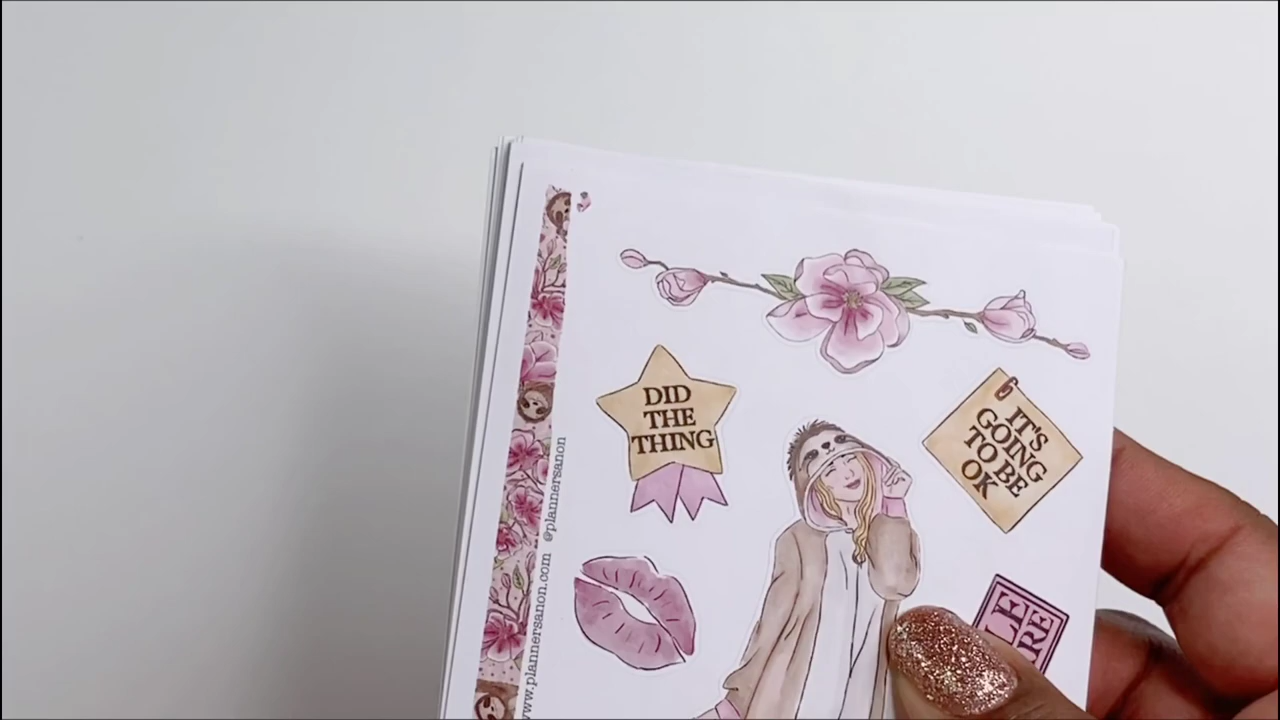 DID
THE
THING
IT'S
GOING
TO BE
OK
www.plannersanon.com @plannersanon